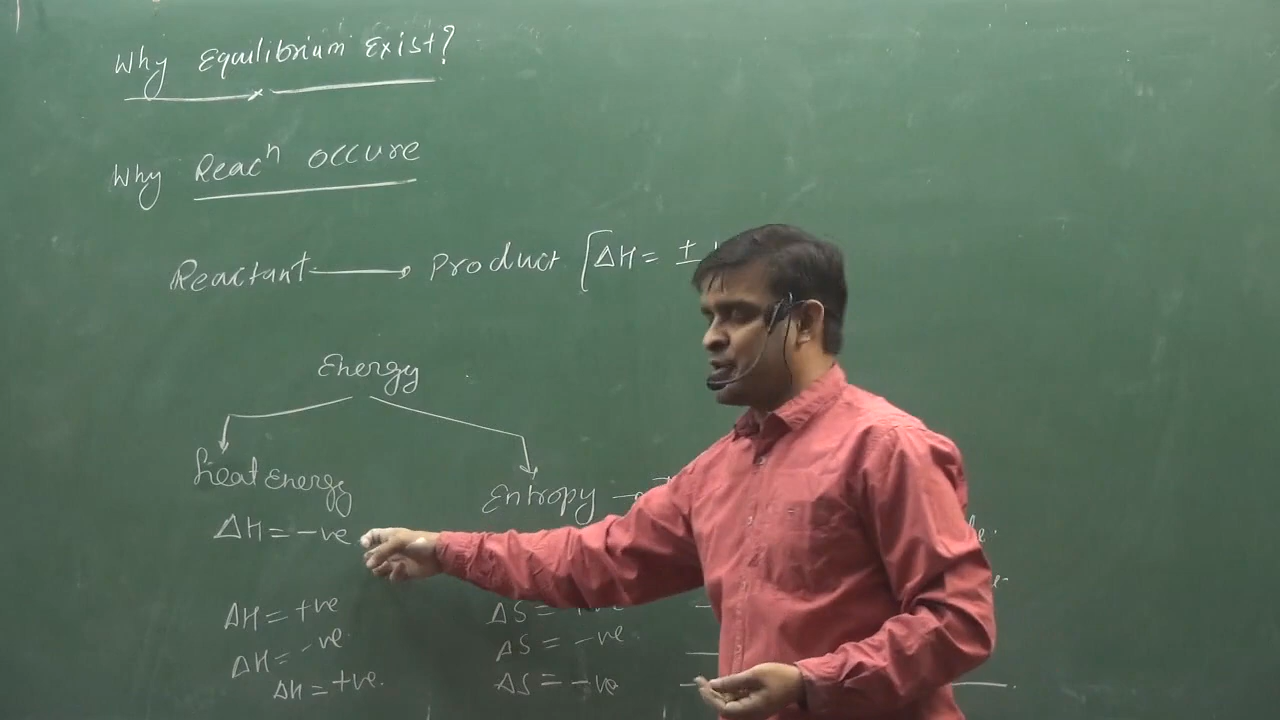 Why Equilibrium Exist?
Why Reacⁿ occure
Reactant → Product [ΔH = ±
Energy
Heat Energy
Entropy →
ΔH = -ve
ΔH = +ve ΔS = +ve
ΔH = -ve ΔS = -ve
ΔH = +ve. ΔS = -ve